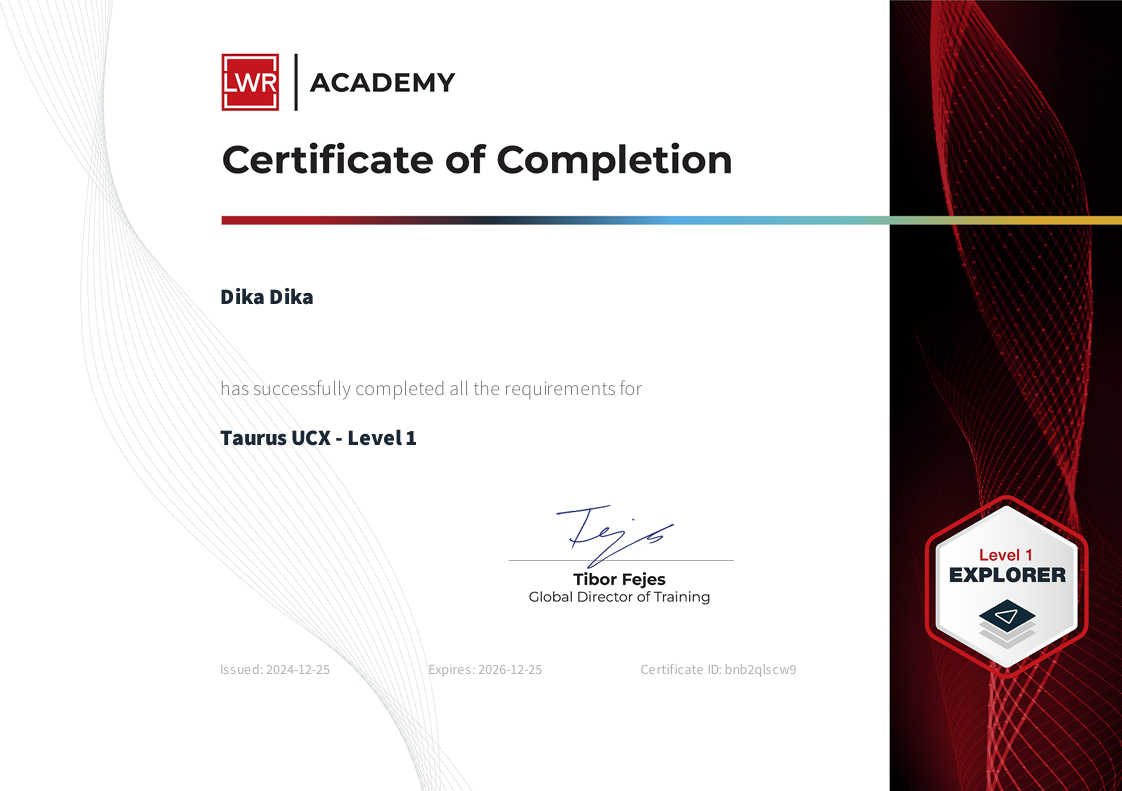 LWR ACADEMY
Certificate of Completion
Dika Dika
has successfully completed all the requirements for
Taurus UCX - Level 1
Tibor Fejes
Global Director of Training
Issued: 2024-12-25 Expires: 2026-12-25 Certificate ID: bnb2qlscw9
Level 1
EXPLORER